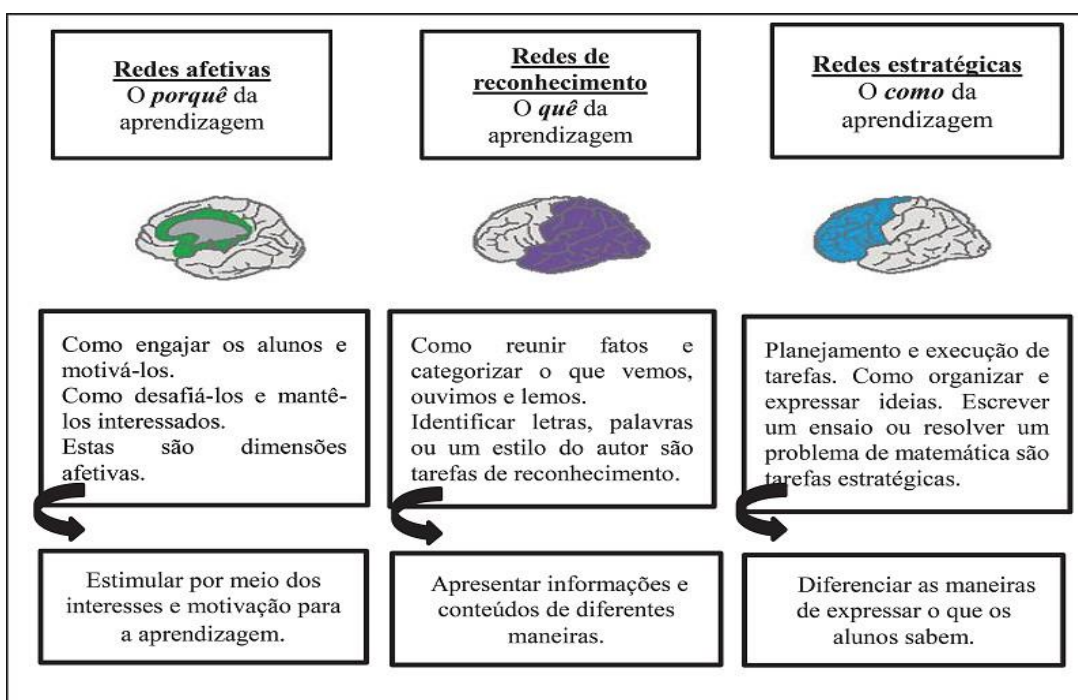 Redes afetivas
O porquê da
aprendizagem
Redes de
reconhecimento
O quê da
aprendizagem
Redes estratégicas
O como da
aprendizagem
Como engajar os alunos e
motivá-los.
Como desafiá-los e mantê-
los interessados.
Estas são dimensões
afetivas.
Como reunir fatos e
categorizar o que vemos,
ouvimos e lemos.
Identificar letras, palavras
ou um estilo do autor são
tarefas de reconhecimento.
Planejamento e execução de
tarefas. Como organizar e
expressar ideias. Escrever
um ensaio ou resolver um
problema de matemática são
tarefas estratégicas.
Estimular por meio dos
interesses e motivação para
a aprendizagem.
Apresentar informações e
conteúdos de diferentes
maneiras.
Diferenciar as maneiras
de expressar o que os
alunos sabem.